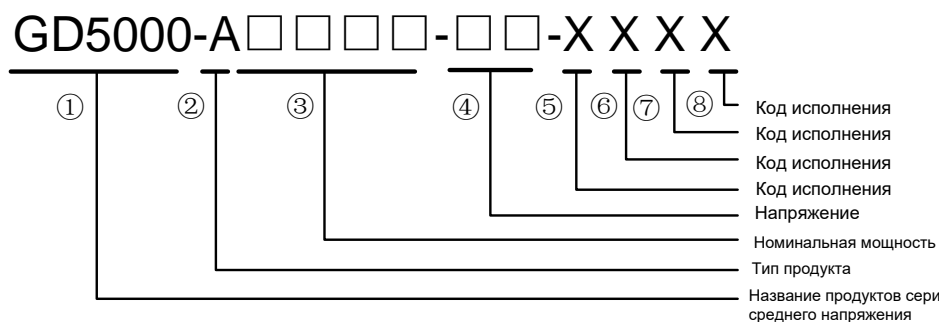 GD5000-A□□□□-□□-XXXX
① ② ③ ④ ⑤ ⑥ ⑦ ⑧
Код исполнения
Код исполнения
Код исполнения
Код исполнения
Напряжение
Номинальная мощность
Тип продукта
Название продуктов сери
среднего напряжения